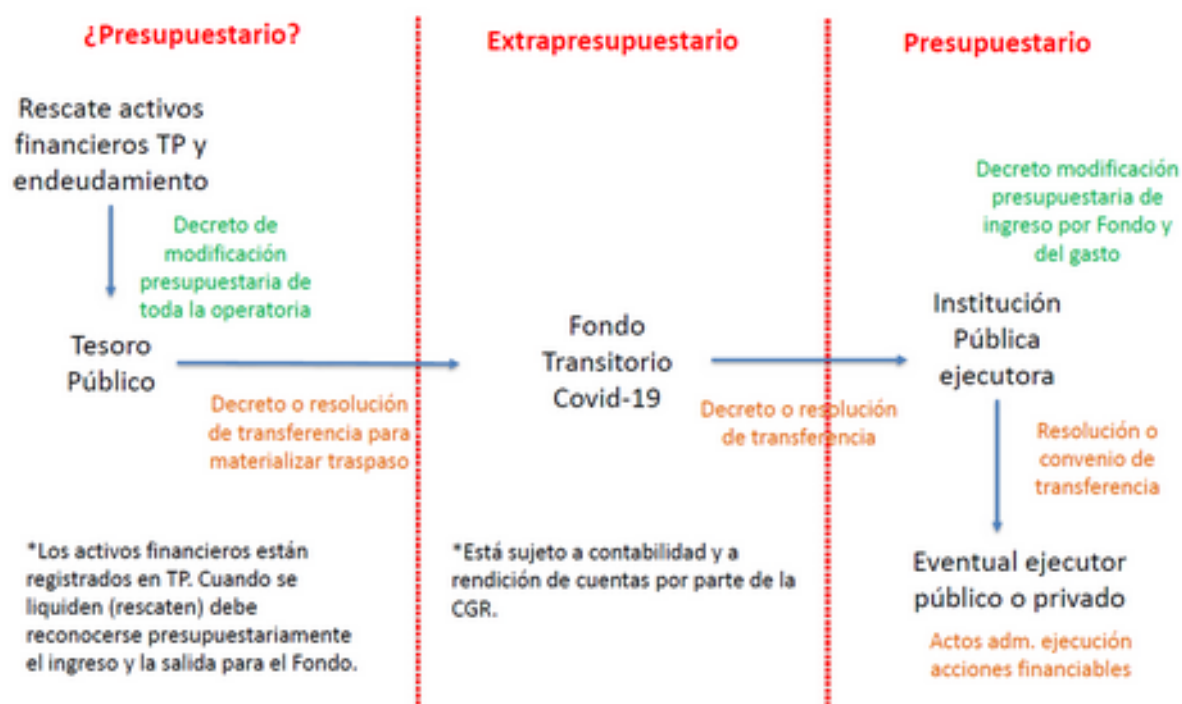 ¿Presupuestario?
Rescate activos
financieros TP y
endeudamiento
Decreto de
modificación
presupuestaria de
toda la operatoria
Tesoro
Público
Decreto o resolución
de transferencia para
materializar traspaso
*Los activos financieros están
registrados en TP. Cuando se
liquiden (rescaten) debe
reconocerse presupuestariamente
el ingreso y la salida para el Fondo.
Extrapresupuestario
Fondo
Transitorio
Covid-19
Decreto o resolución
de transferencia
*Está sujeto a contabilidad y a
rendición de cuentas por parte de la
CGR.
Presupuestario
Decreto modificación
presupuestaria de
ingreso por Fondo y
del gasto
Institución
Pública
ejecutora
Resolución o
convenio de
transferencia
Eventual ejecutor
público o privado
Actos adm. ejecución
acciones financiables